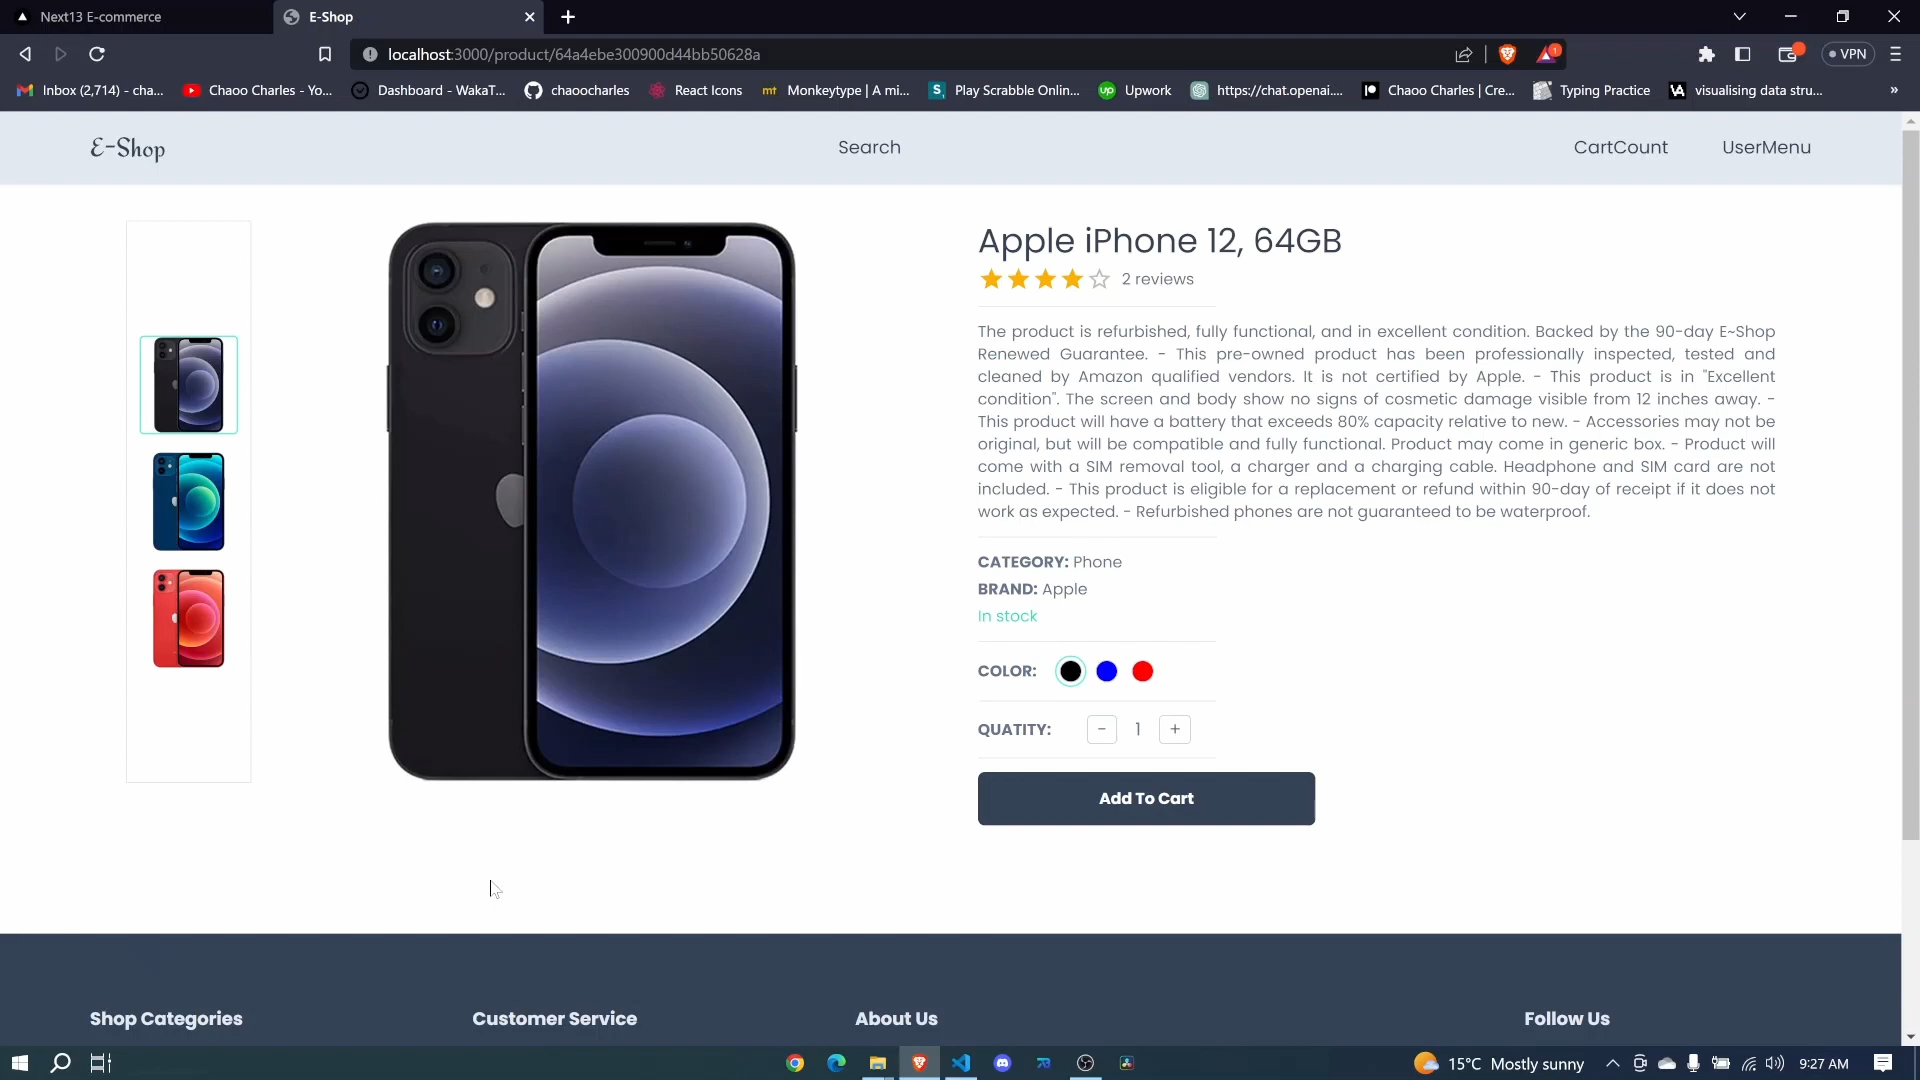 Next13 E-commerce
E-Shop
localhost:3000/product/64a4ebe300900d44bb50628a
1
VPN
Inbox (2,714) - cha...
Chaoo Charles - Yo...
Dashboard - WakaT...
chaoocharles
React Icons
mt
Monkeytype | A mi...
S,
Play Scrabble Onlin...
up
Upwork
https://chat.openai....
Chaoo Charles | Cre...
Typing Practice
visualising data stru...
»
E-Shop
Search
CartCount
UserMenu
Apple iPhone 12, 64GB
2 reviews
The product is refurbished, fully functional, and in excellent condition. Backed by the 90-day E~Shop
Renewed Guarantee. - This pre-owned product has been professionally inspected, tested and
cleaned by Amazon qualified vendors. It is not certified by Apple. - This product is in "Excellent
condition". The screen and body show no signs of cosmetic damage visible from 12 inches away. -
This product will have a battery that exceeds 80% capacity relative to new. - Accessories may not be
original, but will be compatible and fully functional. Product may come in generic box. - Product will
come with a SIM removal tool, a charger and a charging cable. Headphone and SIM card are not
included. - This product is eligible for a replacement or refund within 90-day of receipt if it does not
work as expected. - Refurbished phones are not guaranteed to be waterproof.
CATEGORY: Phone
BRAND: Apple
In stock
COLOR:
QUATITY: - 1 +
Add To Cart
Shop Categories
Customer Service
About Us
Follow Us
15°C Mostly sunny
9:27 AM